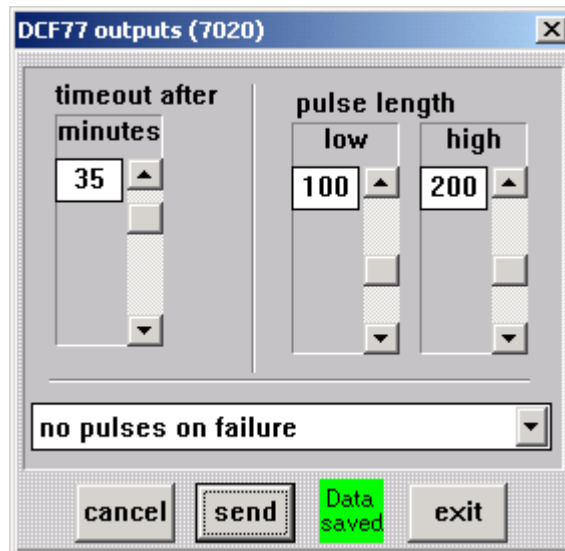 DCF77 outputs (7020)
timeout after
minutes
35
pulse length
low
high
100
200
no pulses on failure
cancel
send
Data
saved
exit